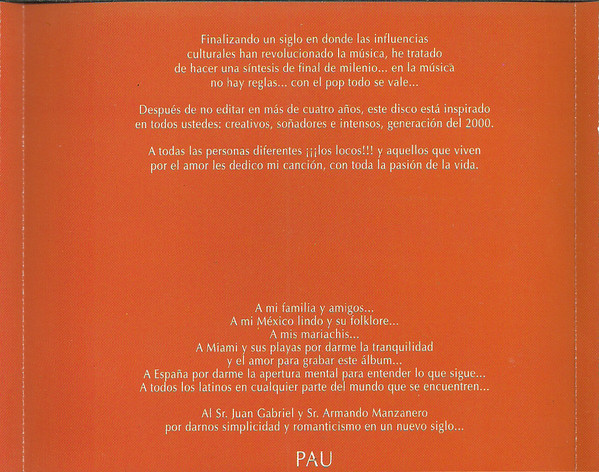 Finalizando un siglo en donde las influencias
culturales han revolucionado la música, he tratado
de hacer una síntesis de final de milenio... en la música
no hay reglas... con el pop todo se vale...
Después de no editar en más de cuatro años, este disco está inspirado
en todos ustedes: creativos, soñadores e intensos, generación del 2000.
A todas las personas diferentes ¡¡¡los locos!!! y aquellos que viven
por el amor les dedico mi canción, con toda la pasión de la vida.
A mi familia y amigos...
A mi México lindo y su folklore...
A mis mariachis...
A Miami y sus playas por darme la tranquilidad
y el amor para grabar este álbum...
A España por darme la apertura mental para entender lo que sigue...
A todos los latinos en cualquier parte del mundo que se encuentren...
Al Sr. Juan Gabriel y Sr. Armando Manzanero
por darnos simplicidad y romanticismo en un nuevo siglo...
PAU